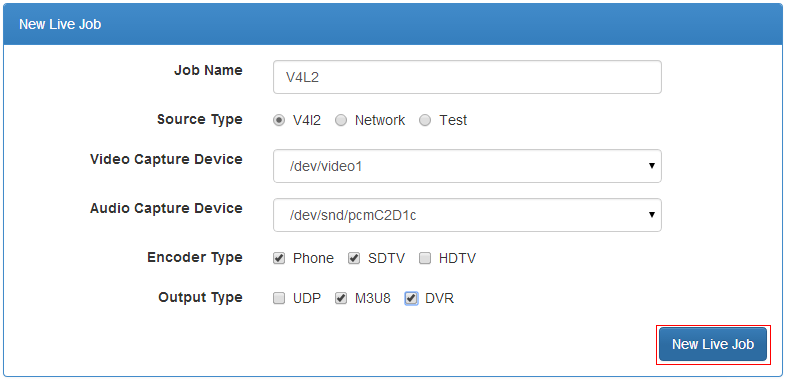 New Live Job
Job Name V4L2
Source Type V4l2 Network Test
Video Capture Device /dev/video1
Audio Capture Device /dev/snd/pcmC2D1c
Encoder Type Phone SDTV HDTV
Output Type UDP M3U8 DVR
New Live Job